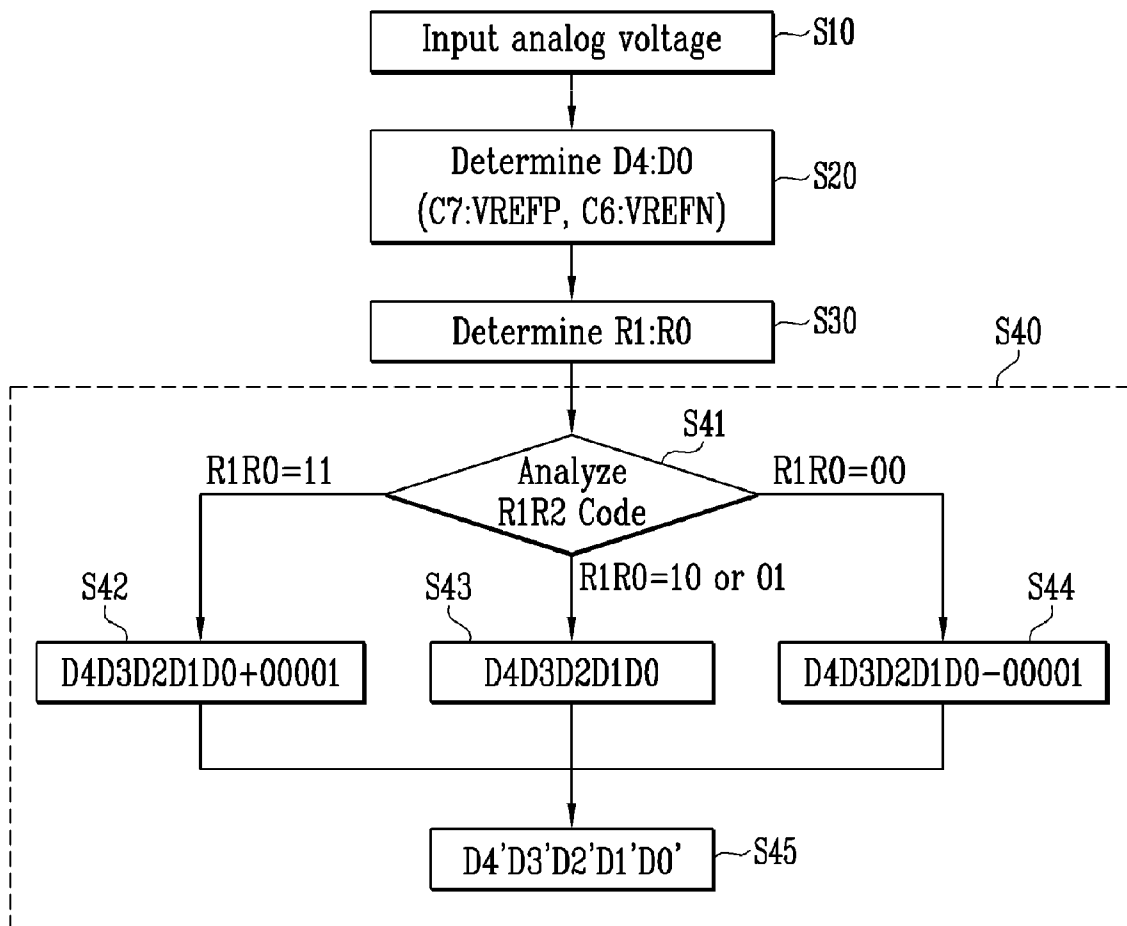 Input analog voltage
S10
Determine D4:D0
(C7:VREFP, C6:VREFN)
S20
Determine R1:R0
S30
S40
S41
R1R0=11
Analyze
R1R2 Code
R1R0=00
R1R0=10 or 01
S42
S43
S44
D4D3D2D1D0+00001
D4D3D2D1D0
D4D3D2D1D0-00001
D4'D3'D2'D1'D0'
S45